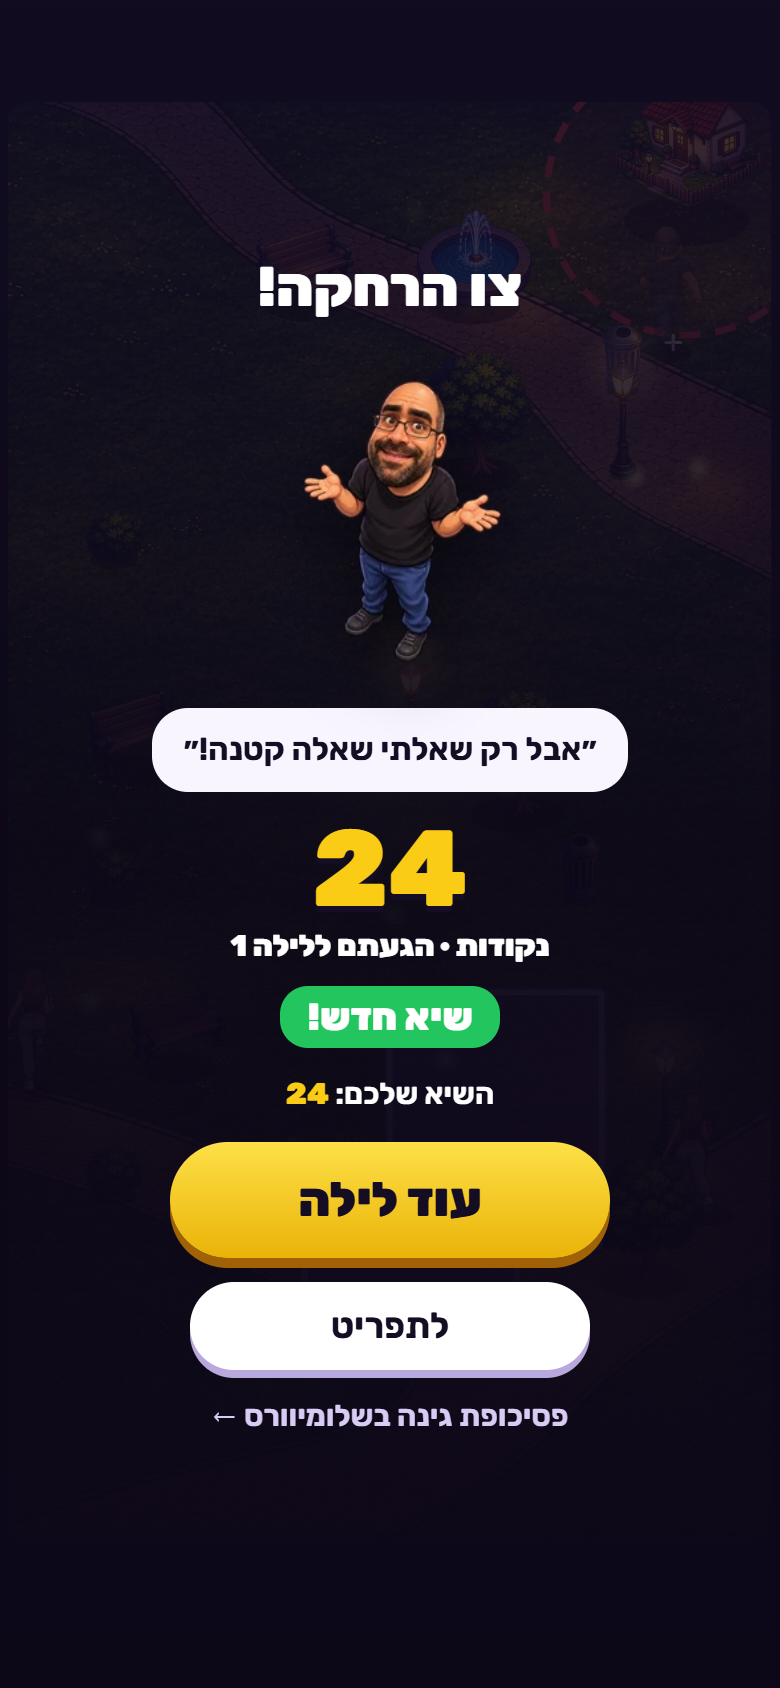 צו הרחקה!
״אבל רק שאלתי שאלה קטנה!״
24
נקודות • הגעתם ללילה 1
שיא חדש!
השיא שלכם: 24
עוד לילה
לתפריט
פסיכופת גינה בשלומיוורס ←